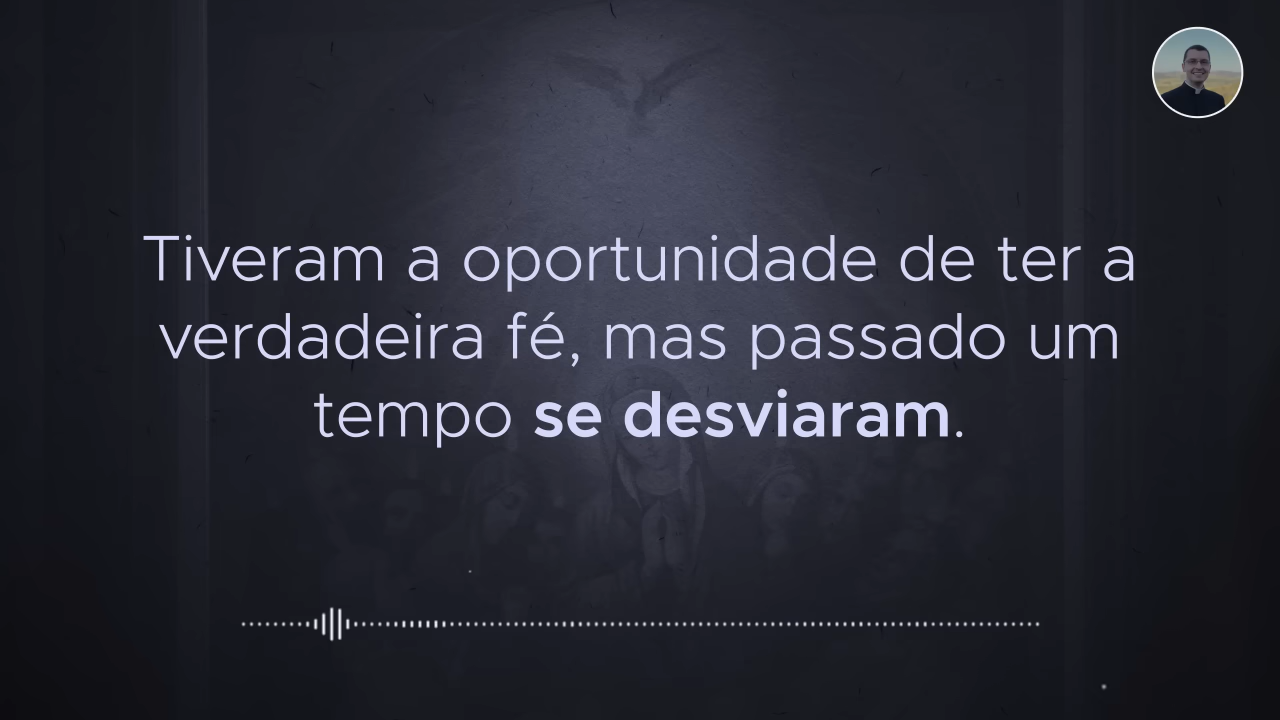 Tiveram a oportunidade de ter a
verdadeira fé, mas passado um
tempo se desviaram.